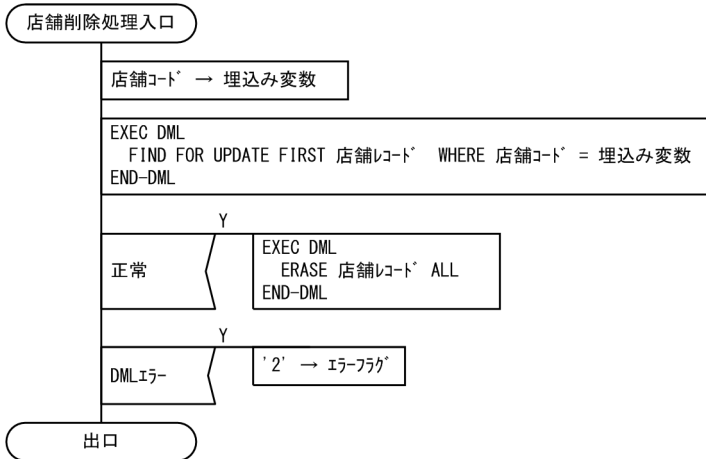 店舗削除処理入口
店舗ｺｰﾄﾞ → 埋込み変数
EXEC DML
FIND FOR UPDATE FIRST 店舗ﾚｺｰﾄﾞ WHERE 店舗ｺｰﾄﾞ = 埋込み変数
END-DML
Y
正常
EXEC DML
ERASE 店舗ﾚｺｰﾄﾞ ALL
END-DML
Y
DMLｴﾗｰ
'2' → ｴﾗｰﾌﾗｸﾞ
出口